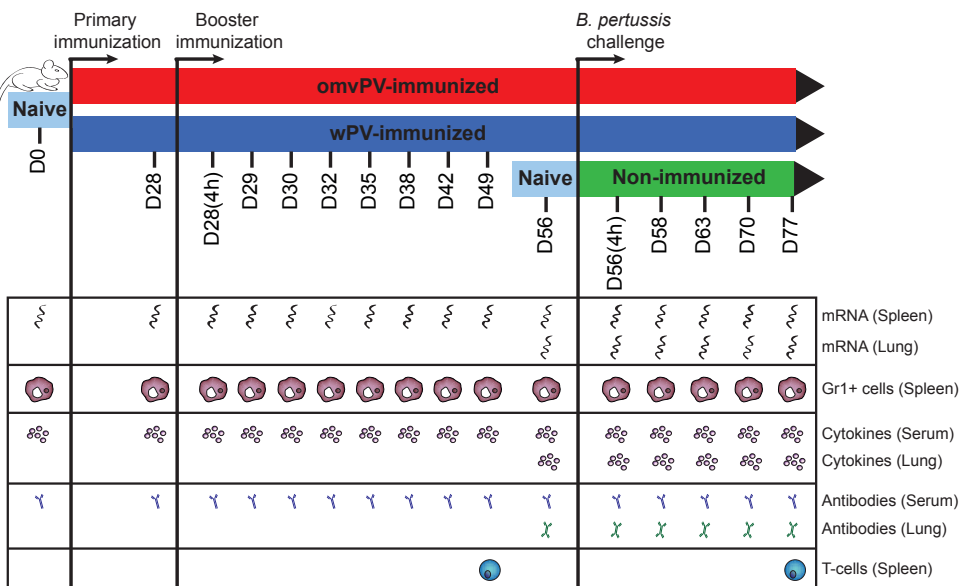 Primary
immunization
Booster
immunization
B. pertussis
challenge
omvPV-immunized
Naive
wPV-immunized
Naive
Non-immunized
D0
D28
D28(4h)
D29
D30
D32
D35
D38
D42
D49
D56
D56(4h)
D58
D63
D70
D77
mRNA (Spleen)
mRNA (Lung)
Gr1+ cells (Spleen)
Cytokines (Serum)
Cytokines (Lung)
Antibodies (Serum)
Antibodies (Lung)
T-cells (Spleen)